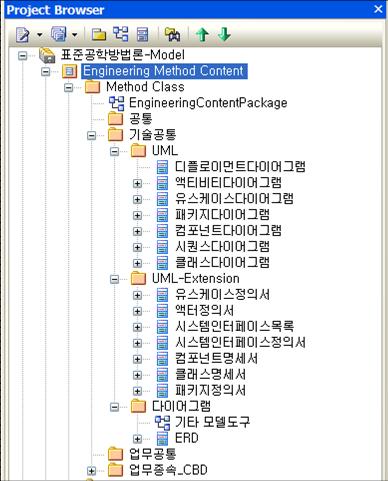 Project Browser
표준공학방법론-Model
Engineering Method Content
Method Class
EngineeringContentPackage
공통
기술공통
UML
디플로이먼트다이어그램
액티비티다이어그램
유스케이스다이어그램
패키지다이어그램
컴포넌트다이어그램
시퀀스다이어그램
클래스다이어그램
UML-Extension
유스케이스정의서
액터정의서
시스템인터페이스목록
시스템인터페이스정의서
컴포넌트명세서
클래스명세서
패키지정의서
다이어그램
기타 모델도구
ERD
업무공통
업무종속_CBD